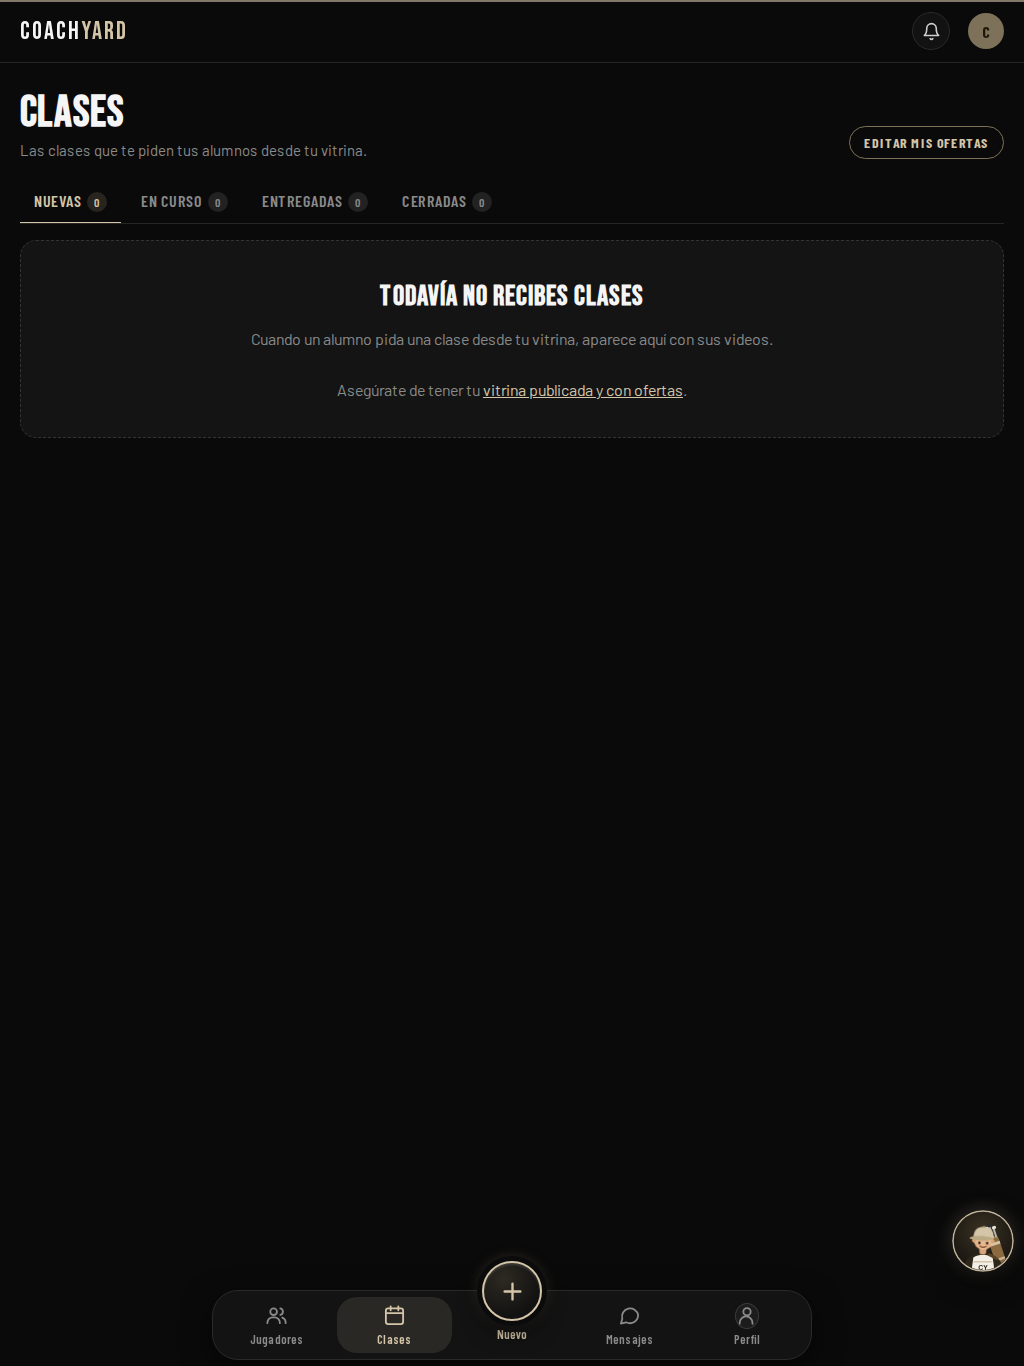 COACHYARD
C
CLASES
Las clases que te piden tus alumnos desde tu vitrina.
EDITAR MIS OFERTAS
NUEVAS 0 EN CURSO 0 ENTREGADAS 0 CERRADAS 0
TODAVÍA NO RECIBES CLASES
Cuando un alumno pida una clase desde tu vitrina, aparece aquí con sus videos.
Asegúrate de tener tu vitrina publicada y con ofertas.
CY
Jugadores Clases Nuevo Mensajes Perfil